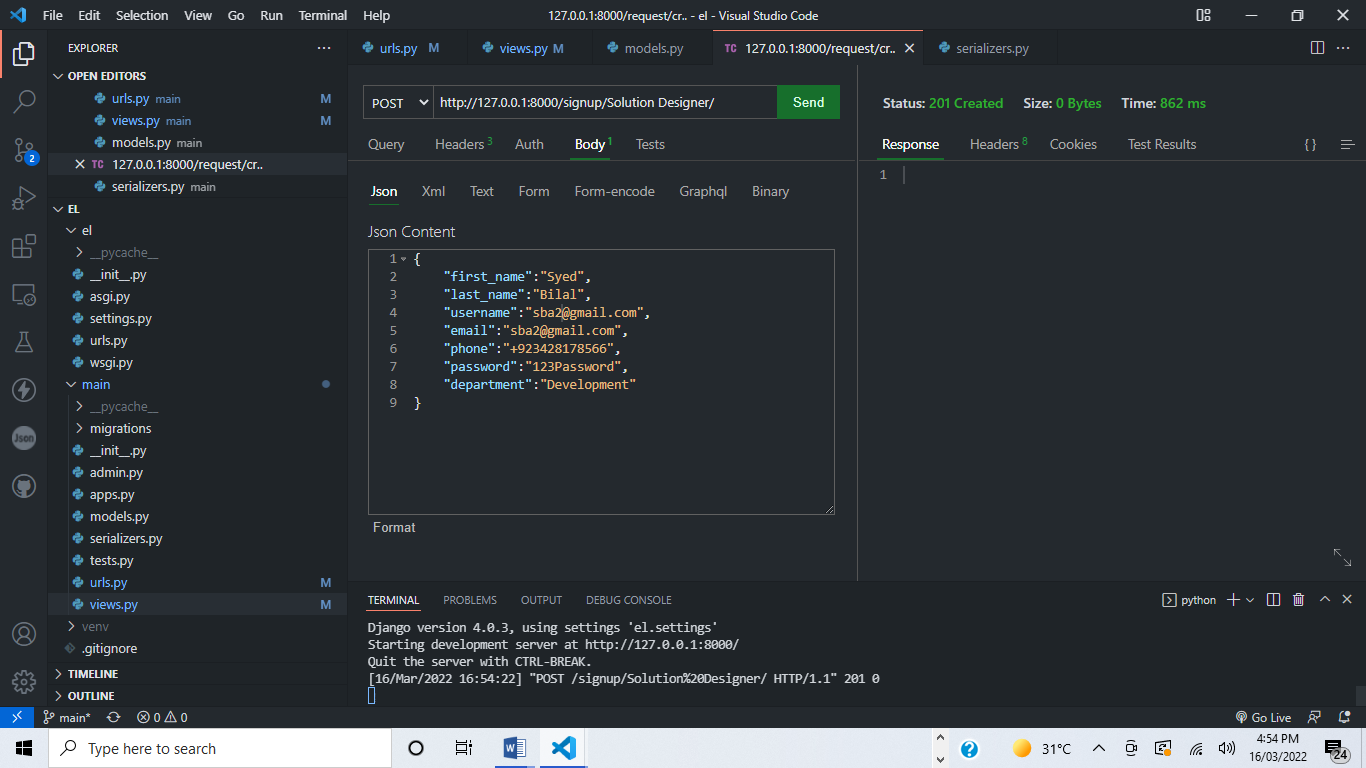 File Edit Selection View Go Run Terminal Help 127.0.0.1:8000/request/cr.. - el - Visual Studio Code
EXPLORER
urls.py M views.py M models.py TC 127.0.0.1:8000/request/cr.. serializers.py
OPEN EDITORS
urls.py main M
views.py main M
models.py main
TC 127.0.0.1:8000/request/cr..
serializers.py main
EL
el
__pycache__
__init__.py
asgi.py
settings.py
urls.py
wsgi.py
main
__pycache__
migrations
__init__.py
admin.py
apps.py
models.py
serializers.py
tests.py
urls.py M
views.py M
venv
.gitignore
TIMELINE
OUTLINE
2
Json
POST http://127.0.0.1:8000/signup/Solution Designer/ Send
Query Headers 3 Auth Body 1 Tests
Json Xml Text Form Form-encode Graphql Binary
Json Content
1 {
2 "first_name":"Syed",
3 "last_name":"Bilal",
4 "username":"sba2@gmail.com",
5 "email":"sba2@gmail.com",
6 "phone":"+923428178566",
7 "password":"123Password",
8 "department":"Development"
9 }
Format
Status: 201 Created Size: 0 Bytes Time: 862 ms
Response Headers 8 Cookies Test Results { }
1
TERMINAL PROBLEMS OUTPUT DEBUG CONSOLE python
Django version 4.0.3, using settings 'el.settings'
Starting development server at http://127.0.0.1:8000/
Quit the server with CTRL-BREAK.
[16/Mar/2022 16:54:22] "POST /signup/Solution%20Designer/ HTTP/1.1" 201 0
main* 0 0 Go Live
Type here to search 31°C 4:54 PM
16/03/2022 24